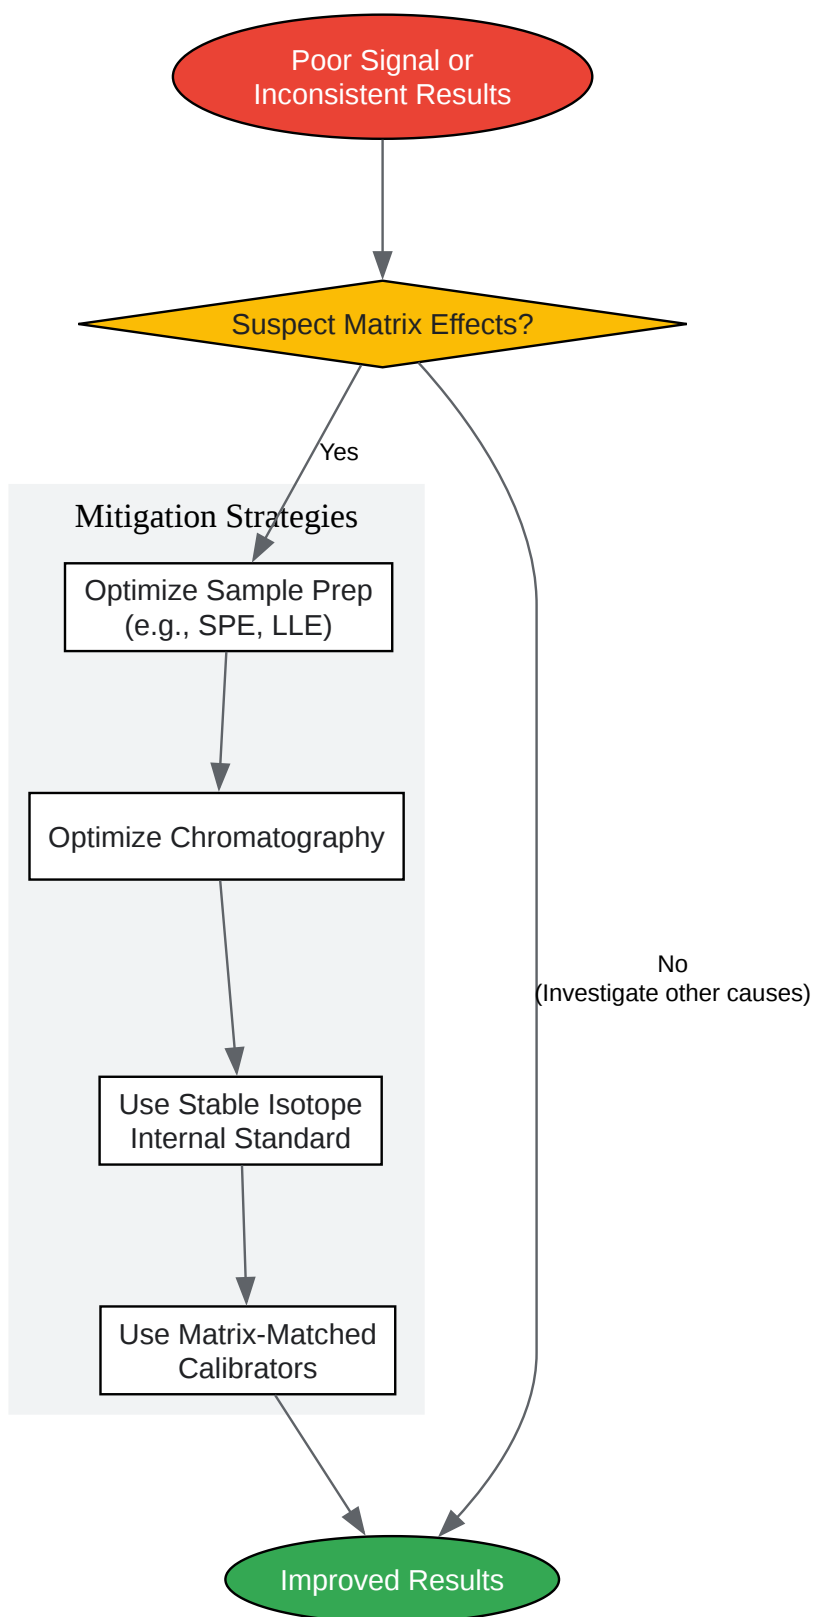 Poor Signal or
Inconsistent Results
Suspect Matrix Effects?
Yes
Mitigation Strategies
Optimize Sample Prep
(e.g., SPE, LLE)
Optimize Chromatography
No
(Investigate other causes)
Use Stable Isotope
Internal Standard
Use Matrix-Matched
Calibrators
Improved Results